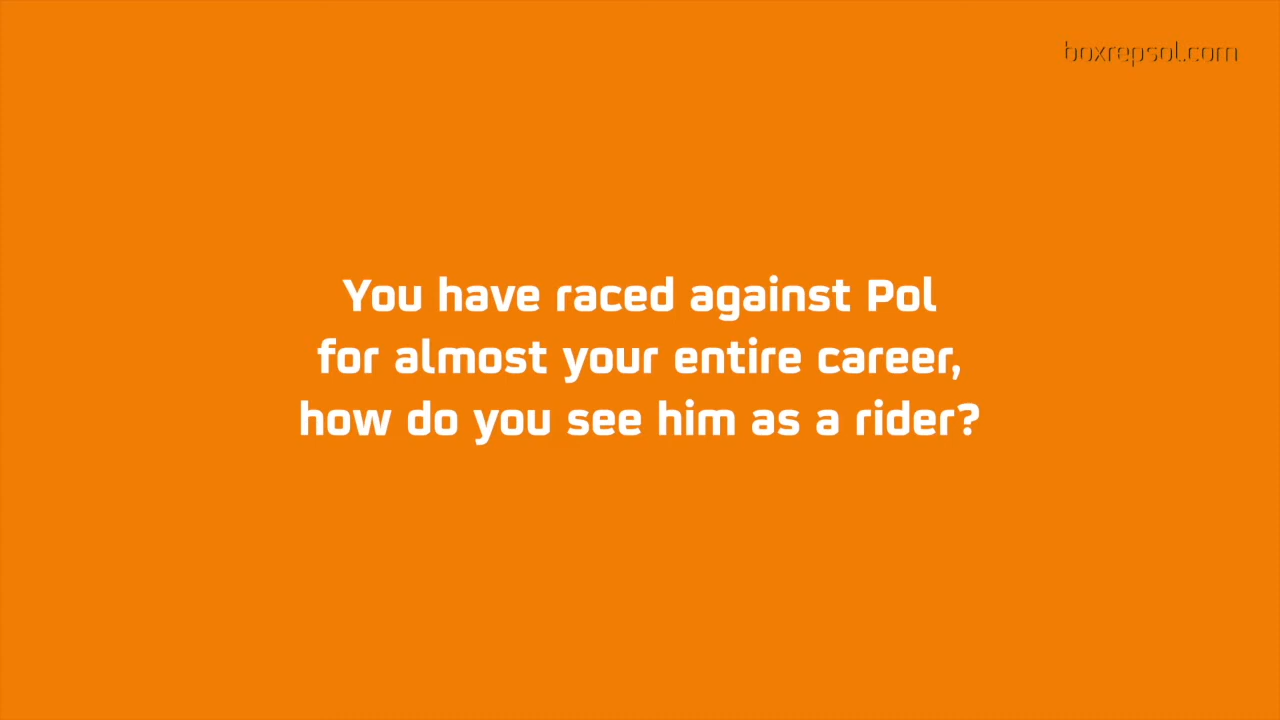 boxrepsol.com
You have raced against Pol
for almost your entire career,
how do you see him as a rider?